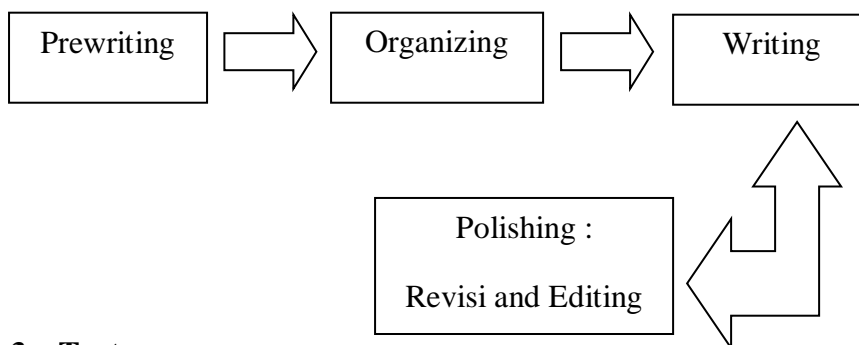 Prewriting
Organizing
Writing
Polishing :
Revisi and Editing